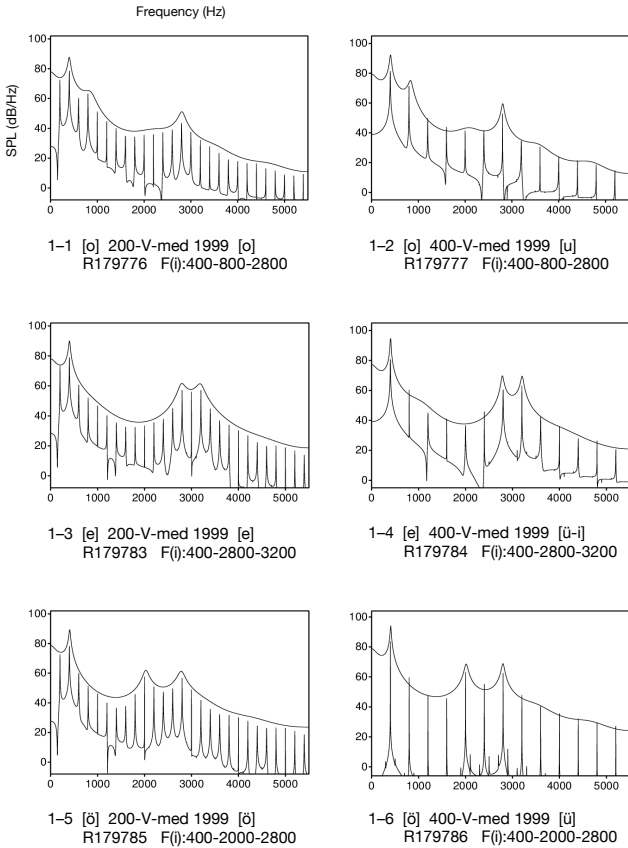 Frequency (Hz)
SPL (dB/Hz)
100
80
60
40
20
0
0 1000 2000 3000 4000 5000
100
80
60
40
20
0
0 1000 2000 3000 4000 5000
1–1 [o] 200-V-med 1999 [o]
R179776 F(i):400-800-2800
1–2 [o] 400-V-med 1999 [u]
R179777 F(i):400-800-2800
100
80
60
40
20
0
0 1000 2000 3000 4000 5000
100
80
60
40
20
0
0 1000 2000 3000 4000 5000
1–3 [e] 200-V-med 1999 [e]
R179783 F(i):400-2800-3200
1–4 [e] 400-V-med 1999 [ü-i]
R179784 F(i):400-2800-3200
100
80
60
40
20
0
0 1000 2000 3000 4000 5000
100
80
60
40
20
0
0 1000 2000 3000 4000 5000
1–5 [ö] 200-V-med 1999 [ö]
R179785 F(i):400-2000-2800
1–6 [ö] 400-V-med 1999 [ü]
R179786 F(i):400-2000-2800